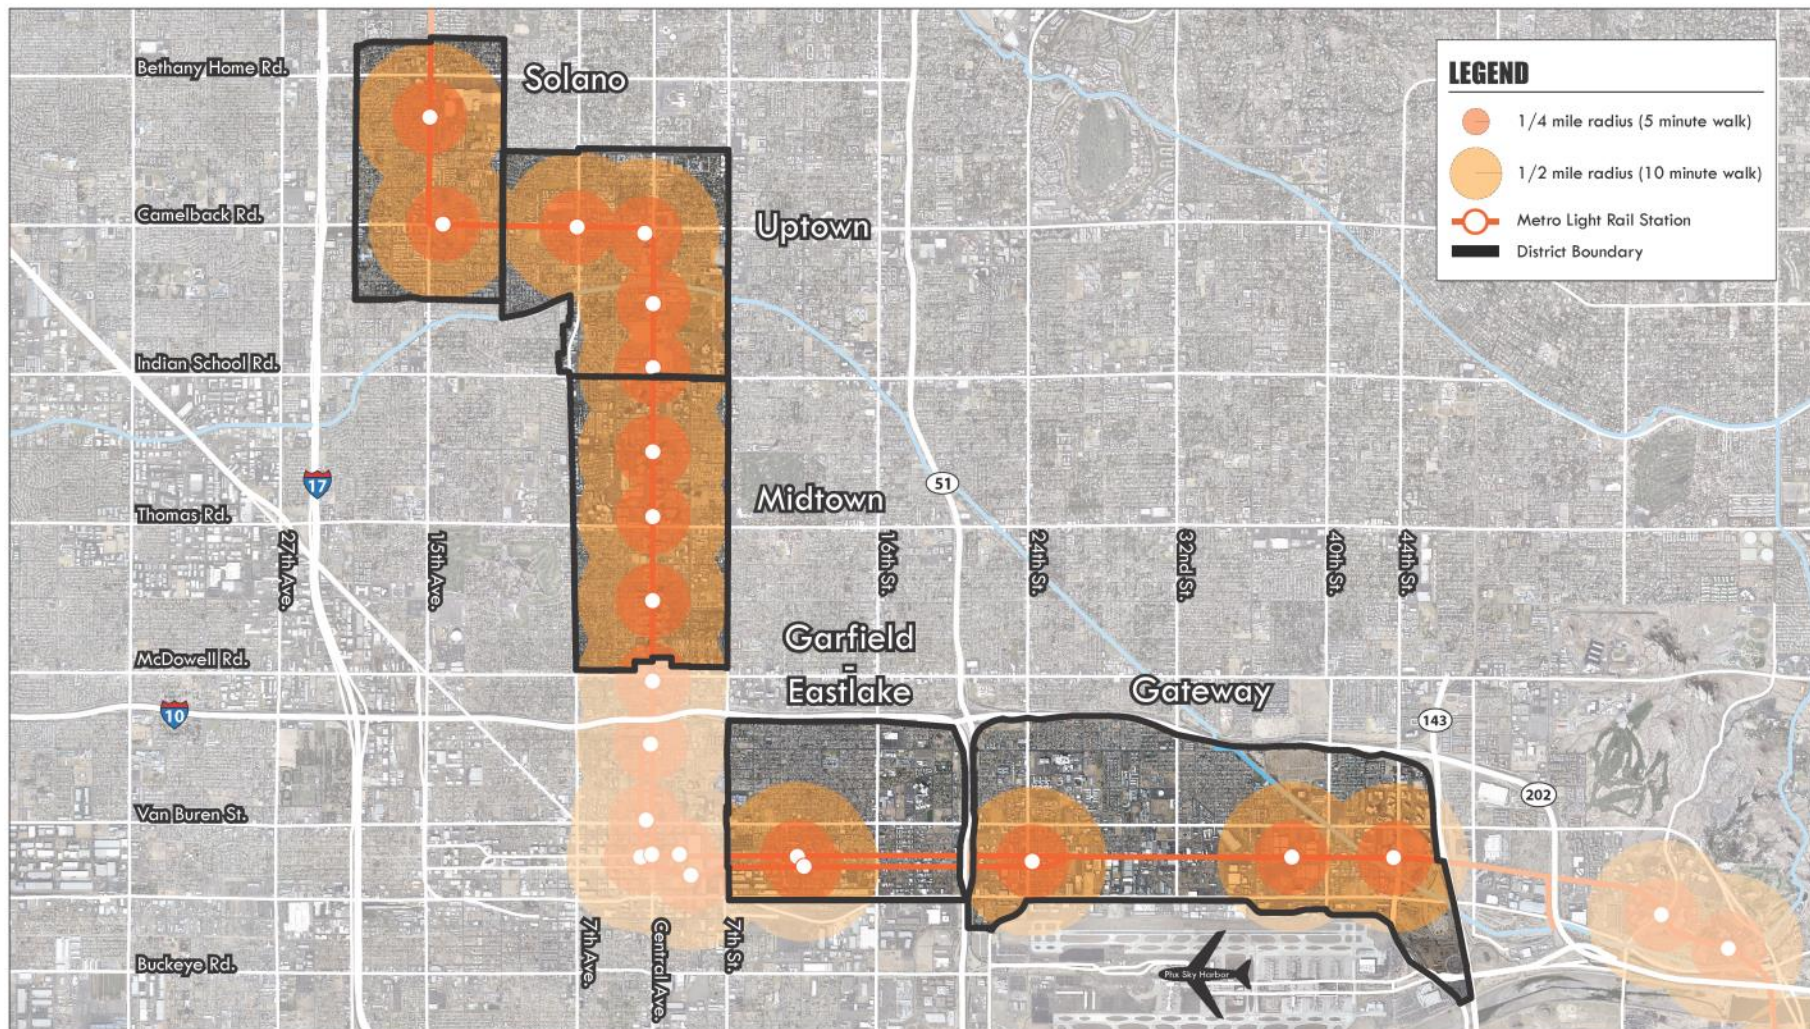 Bethany Home Rd.
Solano
LEGEND
1/4 mile radius (5 minute walk)
1/2 mile radius (10 minute walk)
Metro Light Rail Station
District Boundary
Camelback Rd.
Uptown
Indian School Rd.
17
51
Midtown
Thomas Rd.
27th Ave.
15th Ave.
16th St.
24th St.
32nd St.
40th St.
44th St.
McDowell Rd.
Garfield
-
Eastlake
Gateway
10
143
202
Van Buren St.
7th Ave.
Central Ave.
7th St.
Buckeye Rd.
Phx Sky Harbor